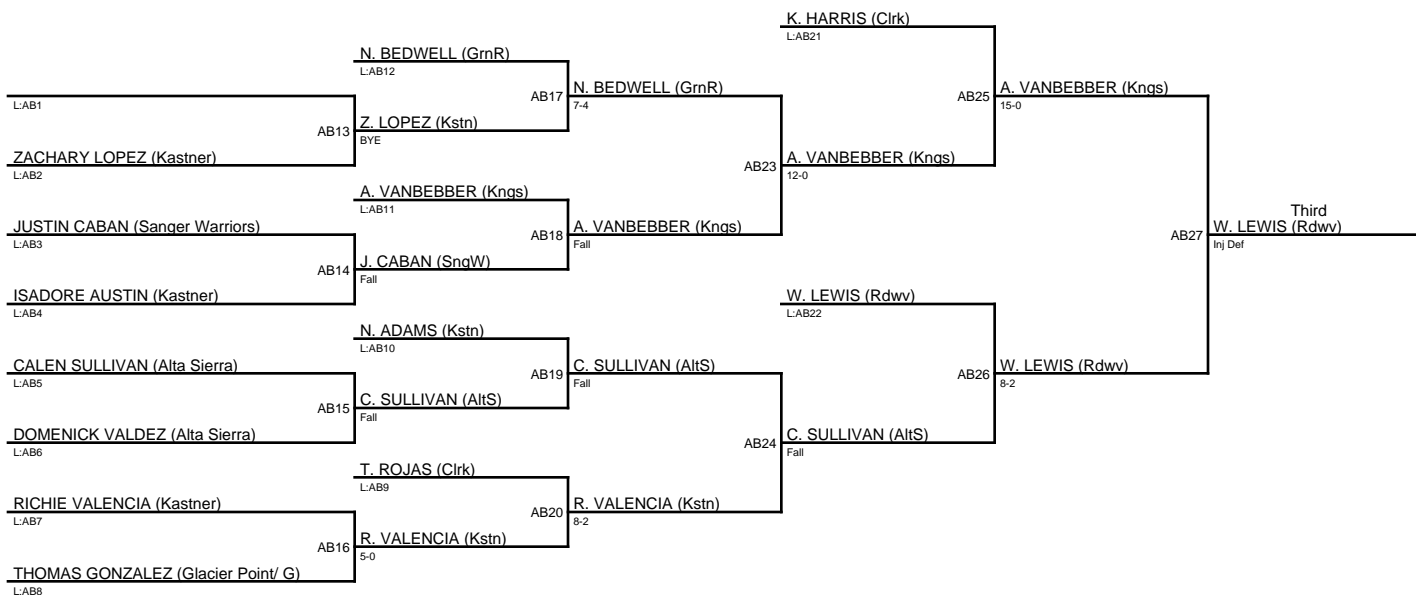 K. HARRIS (Clrk)
L:AB21
N. BEDWELL (GrnR)
L:AB12
AB17
N. BEDWELL (GrnR)
7-4
AB25
A. VANBEBBER (Kngs)
15-0
L:AB1
AB13
Z. LOPEZ (Kstn)
BYE
ZACHARY LOPEZ (Kastner)
L:AB2
AB23
A. VANBEBBER (Kngs)
12-0
A. VANBEBBER (Kngs)
L:AB11
JUSTIN CABAN (Sanger Warriors)
L:AB3
AB18
A. VANBEBBER (Kngs)
Fall
AB14
J. CABAN (SngW)
Fall
ISADORE AUSTIN (Kastner)
L:AB4
Third
AB27
W. LEWIS (Rdwv)
Inj Def
W. LEWIS (Rdwv)
L:AB22
N. ADAMS (Kstn)
L:AB10
CALEN SULLIVAN (Alta Sierra)
L:AB5
AB19
C. SULLIVAN (AltS)
Fall
AB26
W. LEWIS (Rdwv)
8-2
AB15
C. SULLIVAN (AltS)
Fall
DOMENICK VALDEZ (Alta Sierra)
L:AB6
AB24
C. SULLIVAN (AltS)
Fall
T. ROJAS (Clrk)
L:AB9
RICHIE VALENCIA (Kastner)
L:AB7
AB20
R. VALENCIA (Kstn)
8-2
AB16
R. VALENCIA (Kstn)
5-0
THOMAS GONZALEZ (Glacier Point/ G)
L:AB8